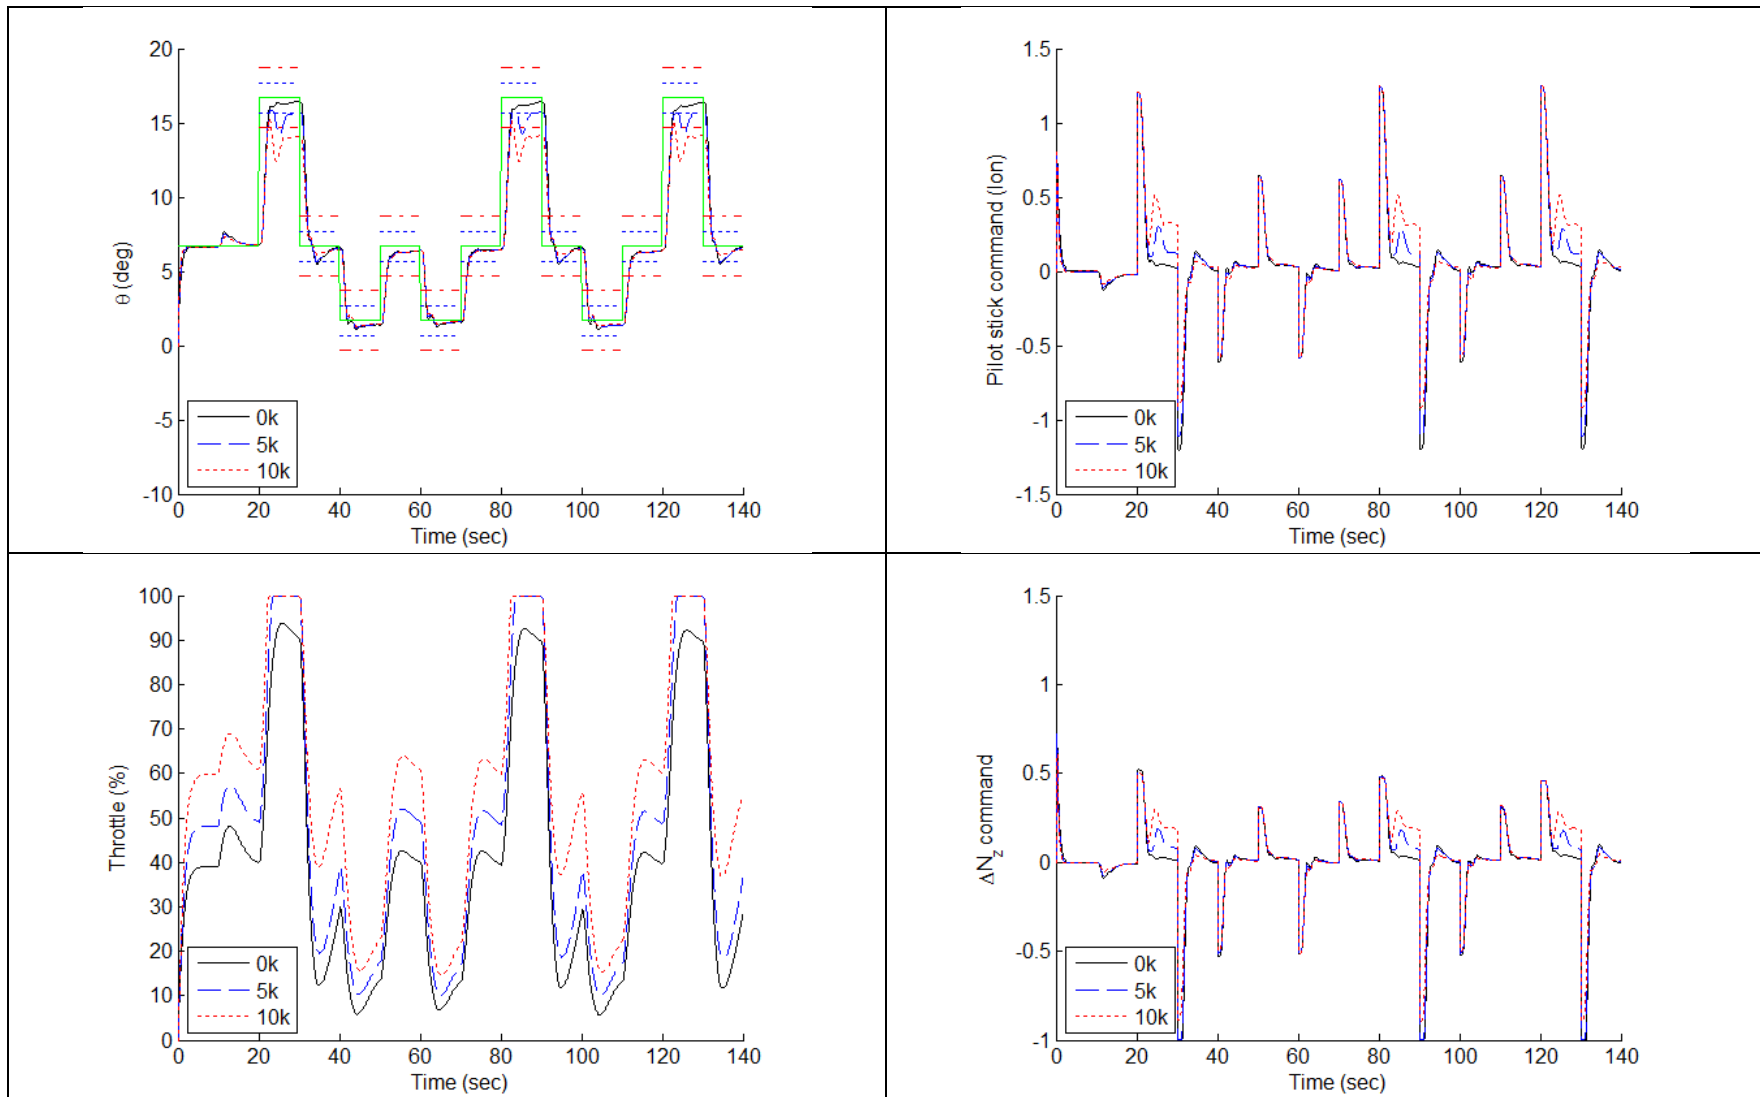 20
15
10
5
0
-5
-10
θ (deg)
0k
5k
10k
0 20 40 60 80 100 120 140
Time (sec)
1.5
1
0.5
0
-0.5
-1
-1.5
Pilot stick command (lon)
0k
5k
10k
0 20 40 60 80 100 120 140
Time (sec)
100
90
80
70
60
50
40
30
20
10
0
Throttle (%)
0k
5k
10k
0 20 40 60 80 100 120 140
Time (sec)
1.5
1
0.5
0
-0.5
-1
ΔNz command
0k
5k
10k
0 20 40 60 80 100 120 140
Time (sec)